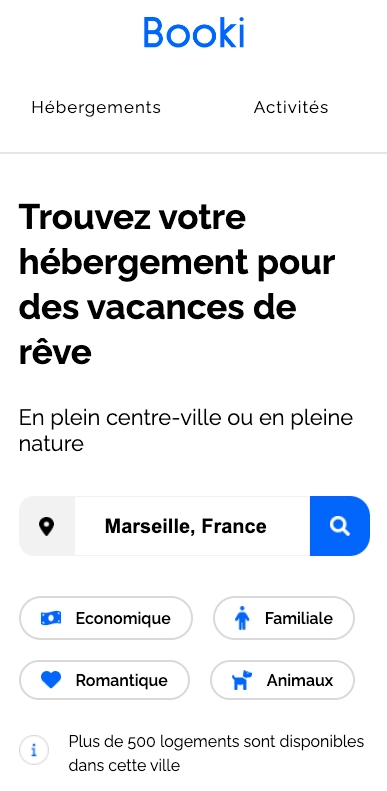 Booki
Hébergements
Activités
Trouvez votre
hébergement pour
des vacances de
rêve
En plein centre-ville ou en pleine
nature
Marseille, France
Economique
Familiale
Romantique
Animaux
i
Plus de 500 logements sont disponibles
dans cette ville